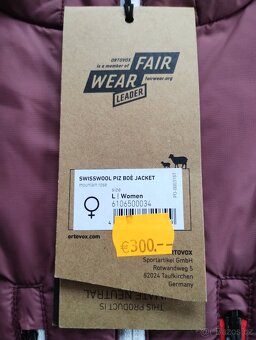 ORTOVOX
is a member of
FAIR
WEAR
fairwear.org
LEADER
SWISSWOOL PIZ BOÈ JACKET
mountain rose
size
L | Women
6106500034
€300.--
ortovox.com
ORTOVOX
Sportartikel GmbH
Rotwandweg 5
82024 Taufkirchen
Germany
THIS PRODUCT IS
CLIMATE NEUTRAL